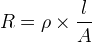 R = ρ × l/A